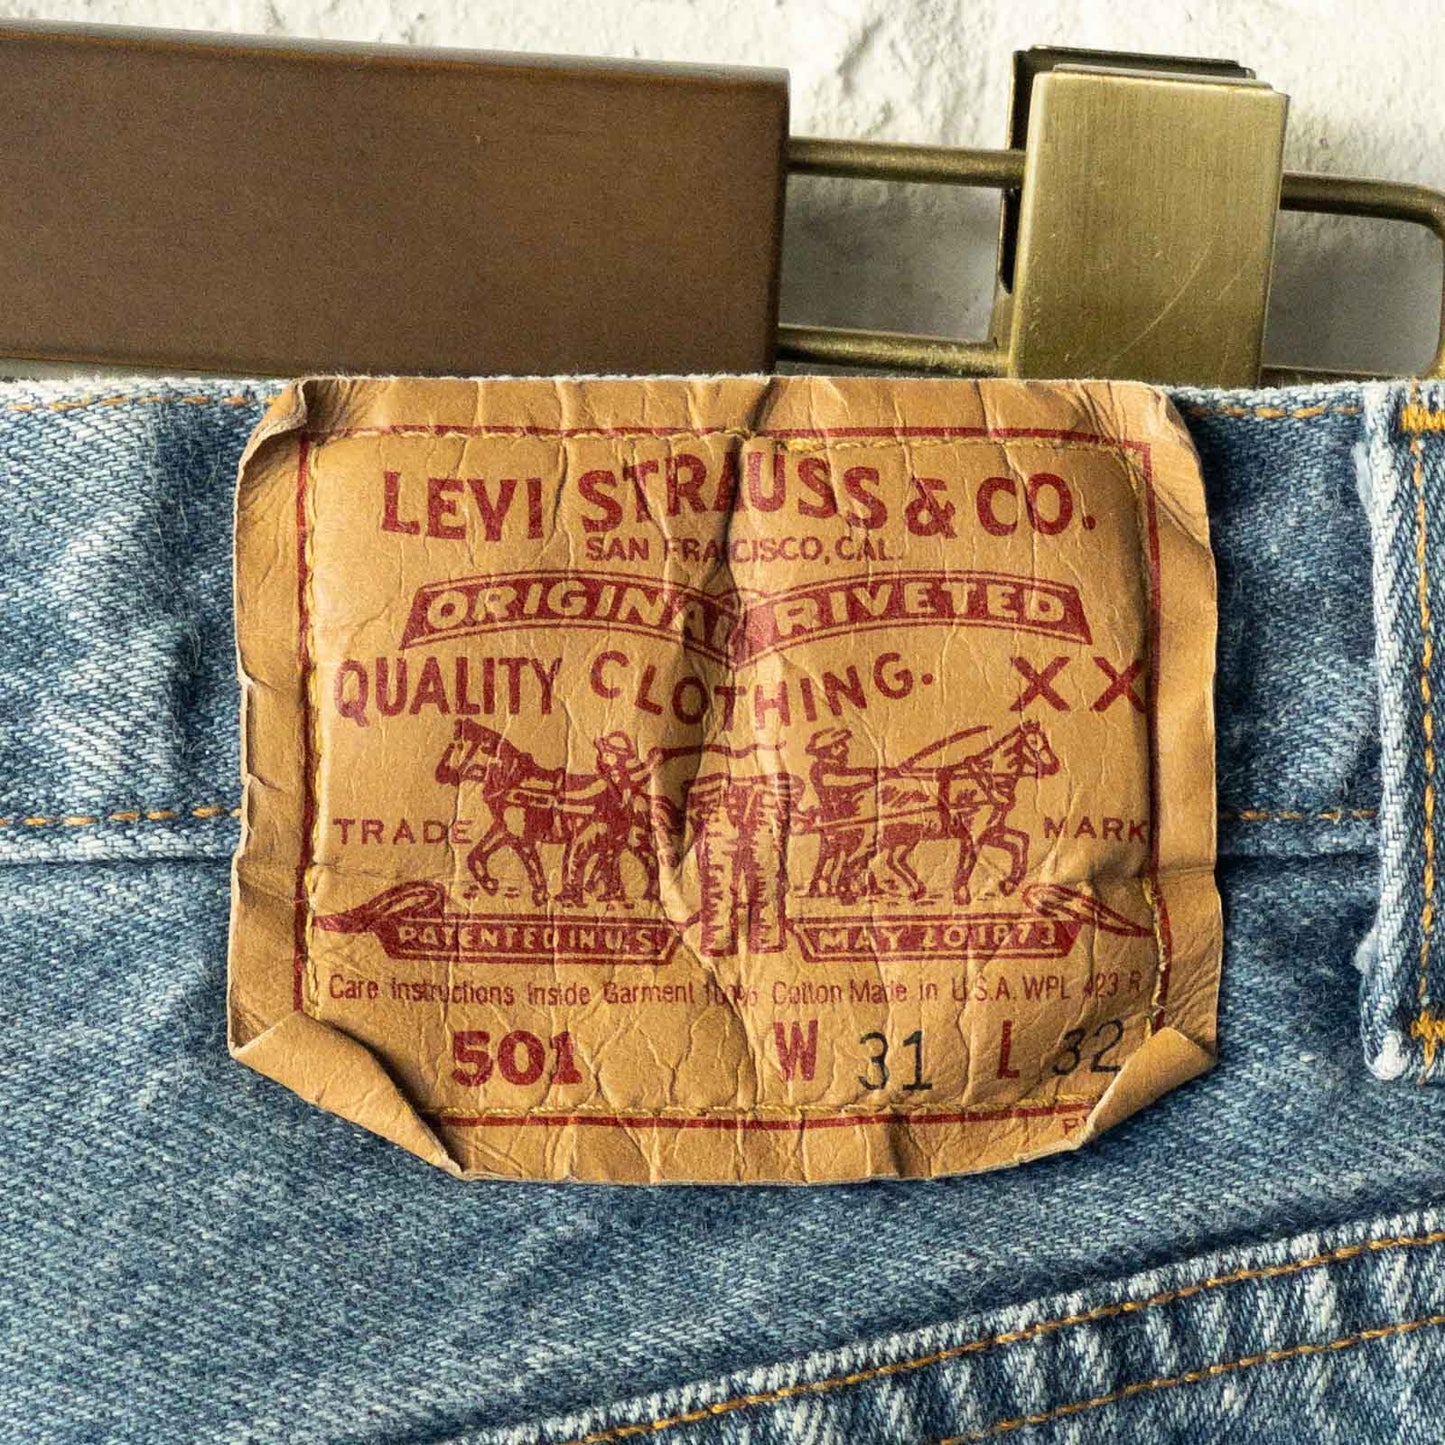 LEVI STRAUSS & CO.
SAN FRANCISCO, CAL.
ORIGINAL RIVETED
QUALITY CLOTHING. XX
TRADE MARK
PATENTED IN U.S. MAY 20 1873
Care Instructions Inside Garment 100% Cotton Made in U.S.A. WPL 423 R
501 W 31 L 32